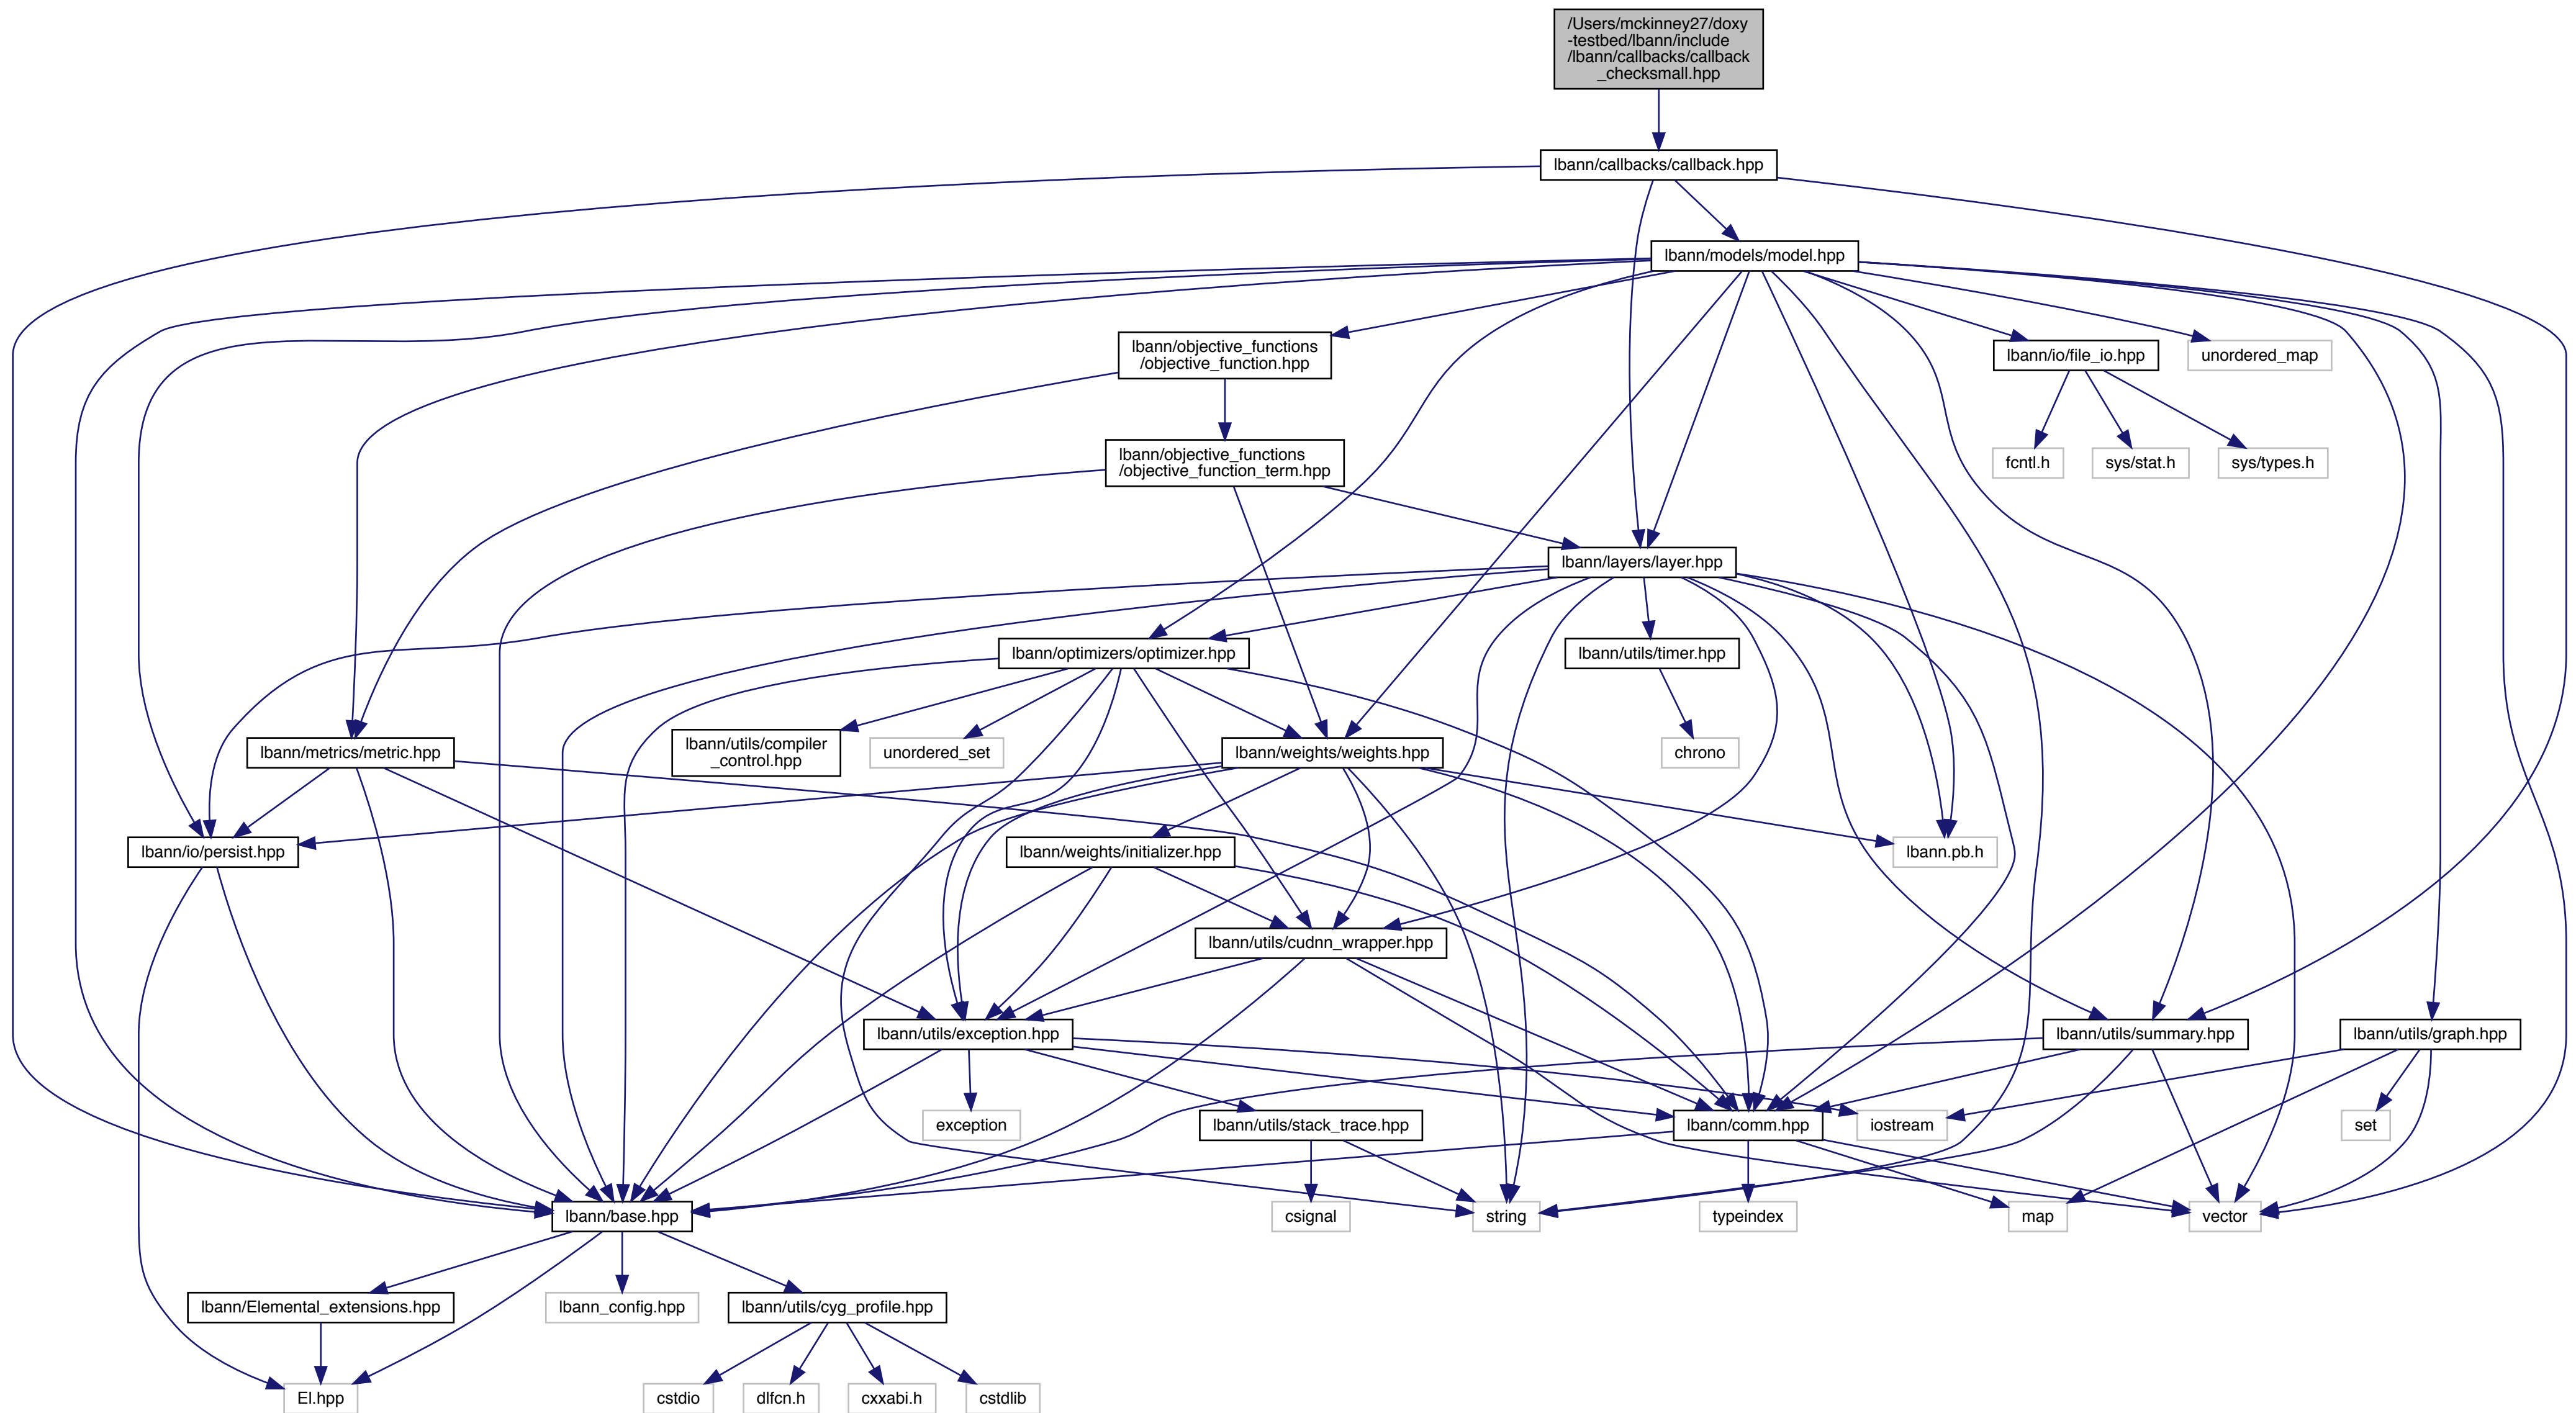 /Users/mckinney27/doxy
-testbed/lbann/include
/lbann/callbacks/callback
_checksmall.hpp
lbann/callbacks/callback.hpp
lbann/models/model.hpp
lbann/objective_functions
/objective_function.hpp
lbann/io/file_io.hpp
unordered_map
lbann/objective_functions
/objective_function_term.hpp
fcntl.h
sys/stat.h
sys/types.h
lbann/layers/layer.hpp
lbann/optimizers/optimizer.hpp
lbann/utils/timer.hpp
lbann/metrics/metric.hpp
lbann/utils/compiler
_control.hpp
unordered_set
lbann/weights/weights.hpp
chrono
lbann/io/persist.hpp
lbann/weights/initializer.hpp
lbann.pb.h
lbann/utils/cudnn_wrapper.hpp
lbann/utils/exception.hpp
lbann/utils/summary.hpp
lbann/utils/graph.hpp
exception
lbann/utils/stack_trace.hpp
lbann/comm.hpp
iostream
set
lbann/base.hpp
csignal
string
typeindex
map
vector
lbann/Elemental_extensions.hpp
lbann_config.hpp
lbann/utils/cyg_profile.hpp
El.hpp
cstdio
dlfcn.h
cxxabi.h
cstdlib